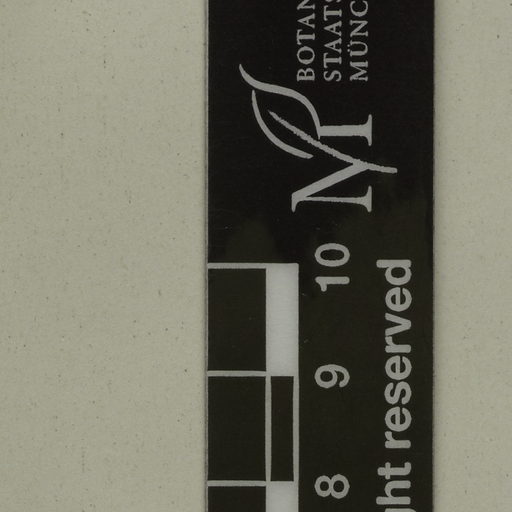 BOTAN
STAATS
MÜNC
M
10
9
8
ght reserved